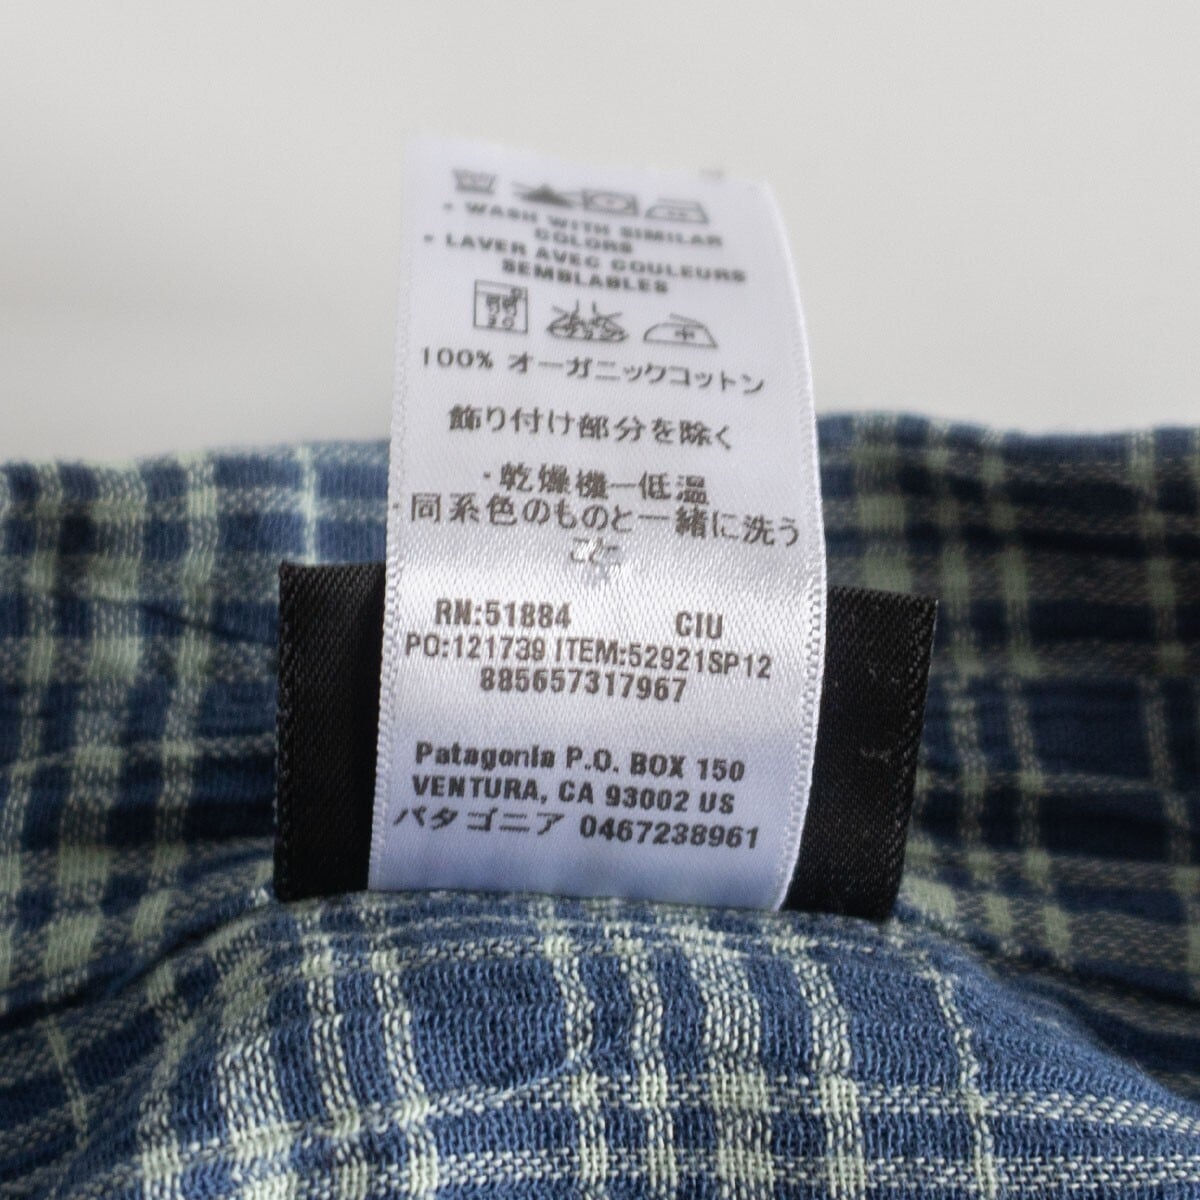 • WASH WITH SIMILAR
COLORS
• LAVER AVEC COULEURS
SEMBLABLES
100% オーガニックコットン
飾り付け部分を除く
・乾燥機ー低温
・同系色のものと一緒に洗う
こと
RN:51884 CIU
PO:121739 ITEM:52921SP12
885657317967
Patagonia P.O. BOX 150
VENTURA, CA 93002 US
パタゴニア 0467238961